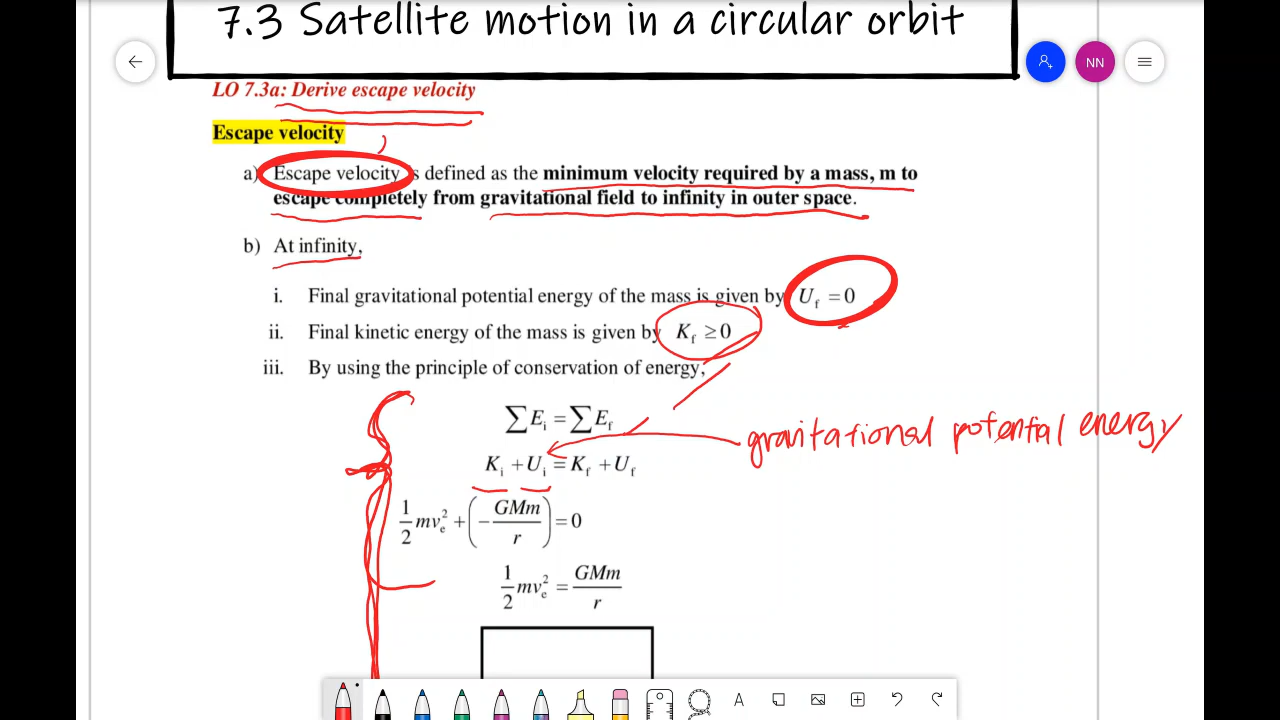 7.3 Satellite motion in a circular orbit
NN
LO 7.3a: Derive escape velocity
Escape velocity
a) Escape velocity is defined as the minimum velocity required by a mass, m to
escape completely from gravitational field to infinity in outer space.
b) At infinity,
i. Final gravitational potential energy of the mass is given by U_f = 0
ii. Final kinetic energy of the mass is given by K_f ≥ 0
iii. By using the principle of conservation of energy,
∑E_i = ∑E_f
gravitational potential energy
K_i + U_i = K_f + U_f
1/2 mv_e^2 + (−GMm/r) = 0
1/2 mv_e^2 = GMm/r
A